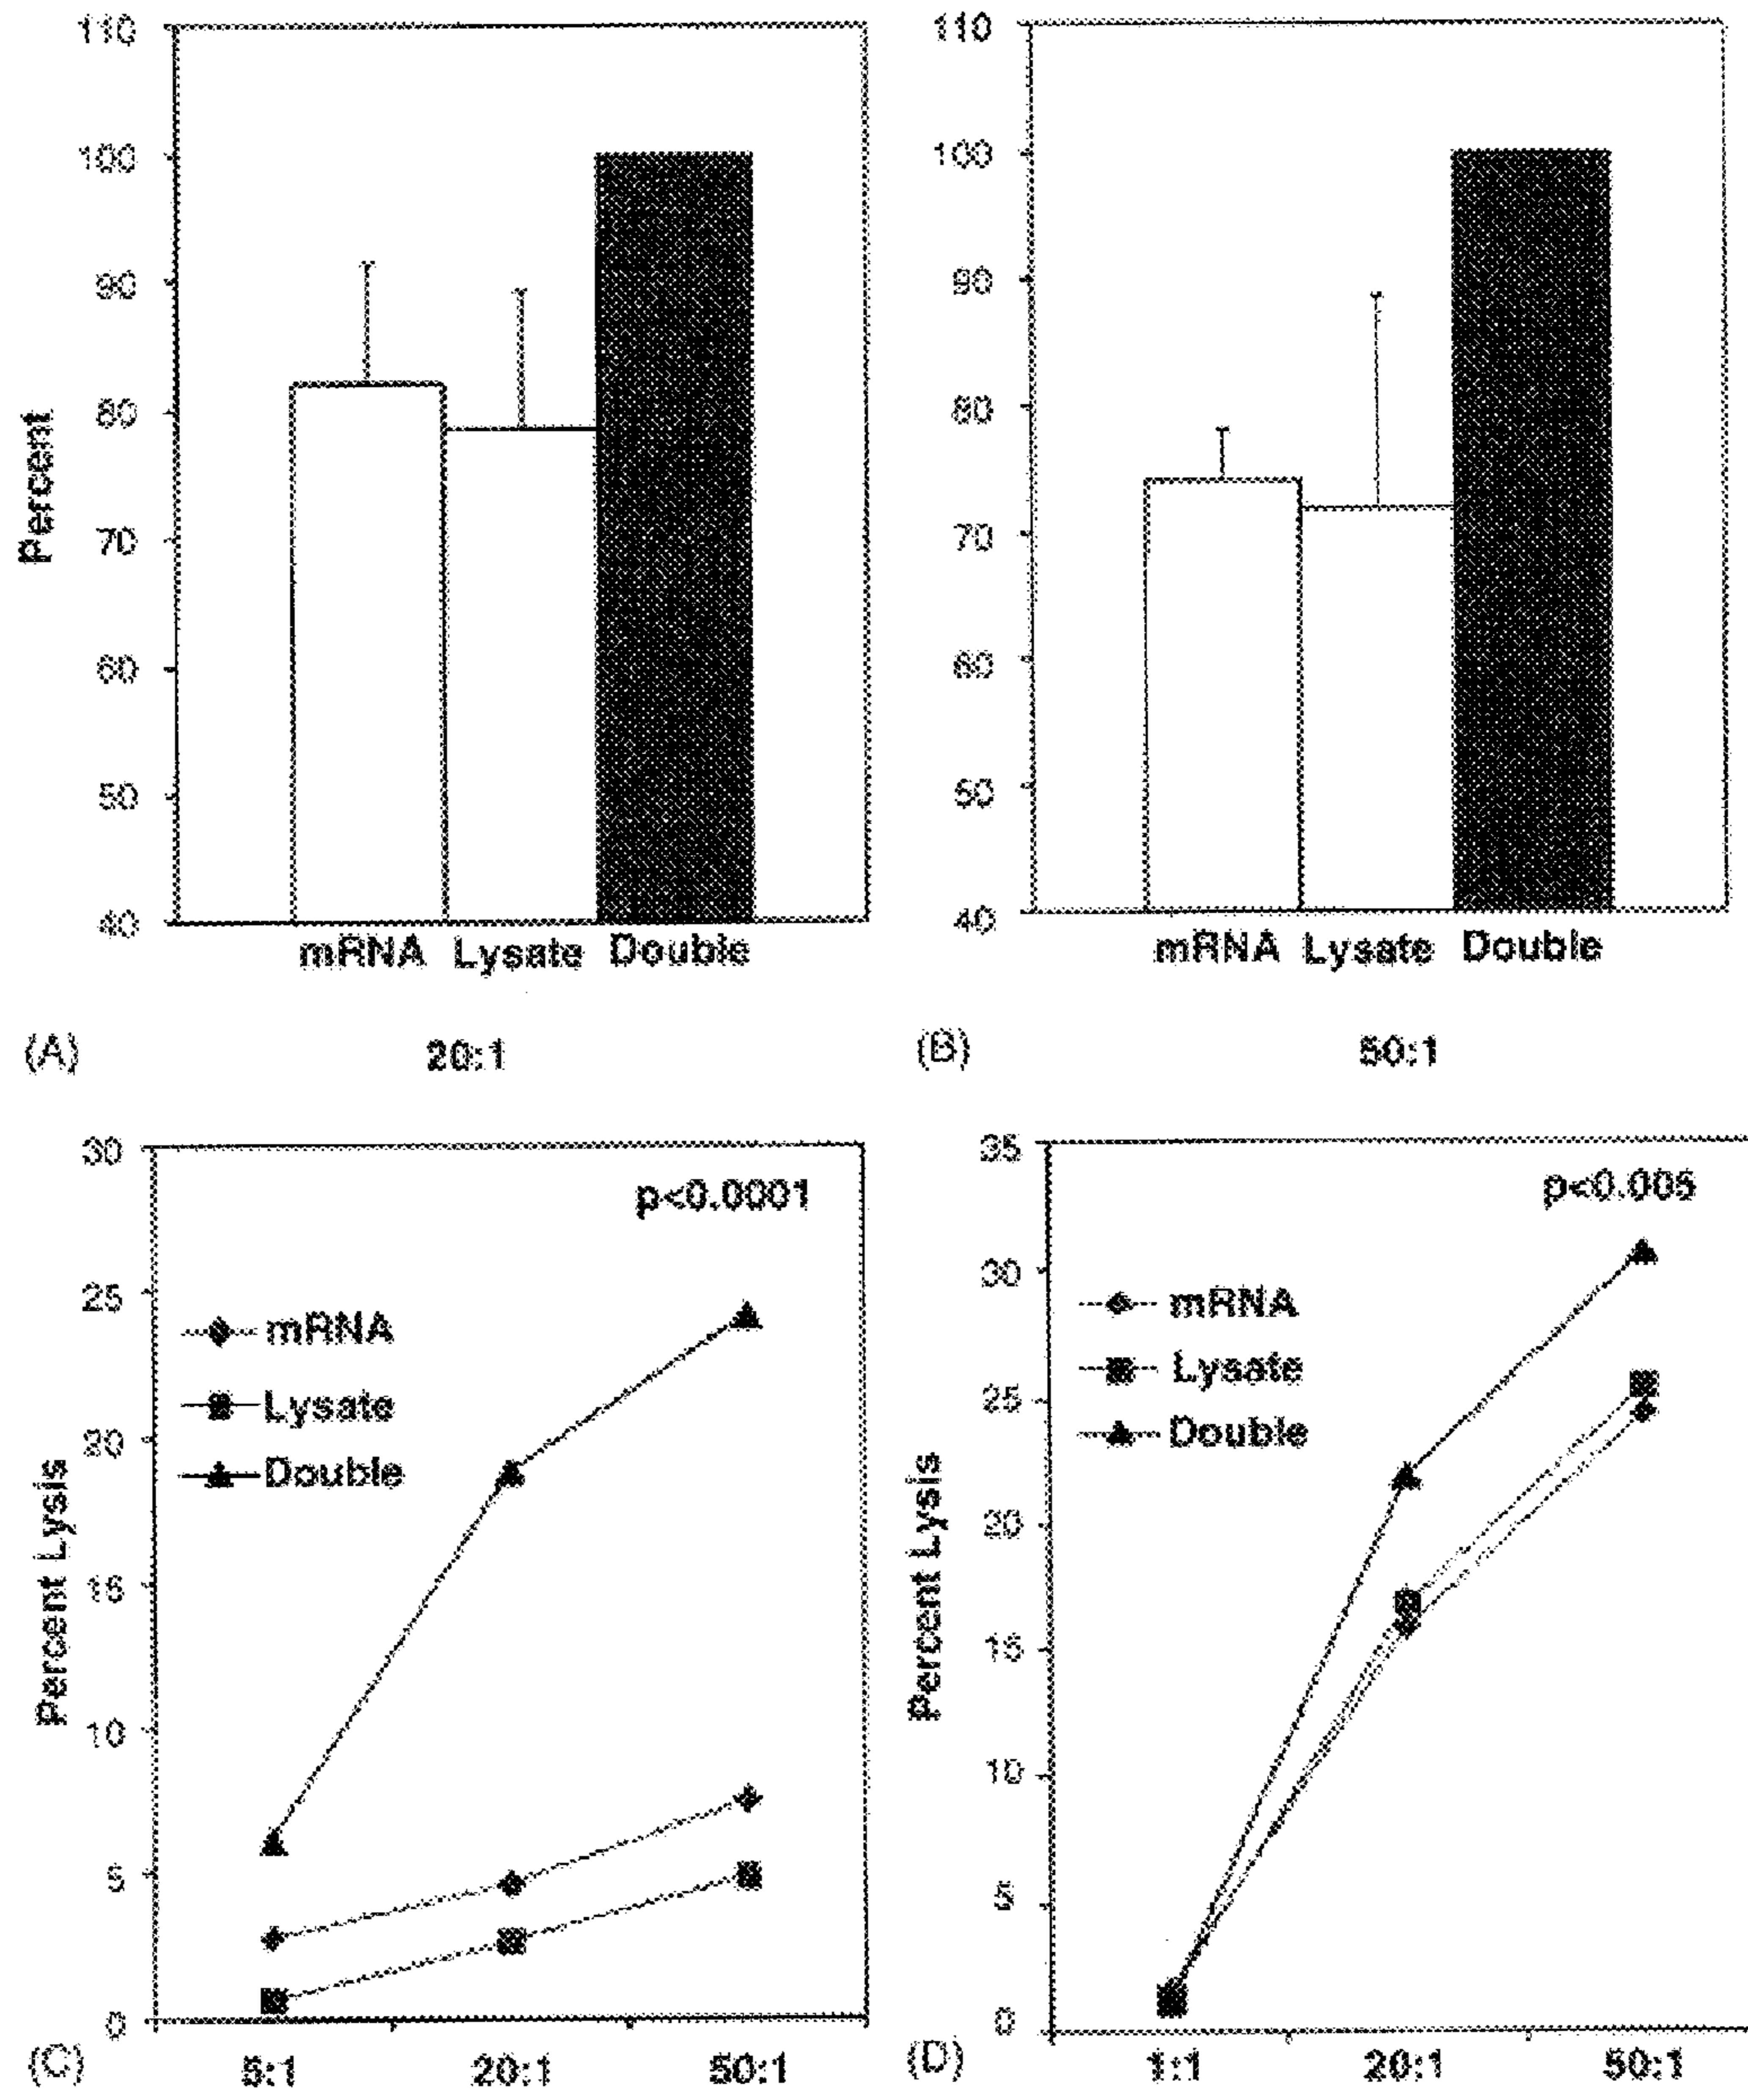 110
100
90
80
70
60
50
40
Percent
mRNA Lysate Double
(A) 20:1
110
100
90
80
70
60
50
40
mRNA Lysate Double
(B) 50:1
30
25
20
15
10
5
0
Percent Lysis
p<0.0001
mRNA
Lysate
Double
(C) 5:1 20:1 50:1
35
30
25
20
15
10
5
0
Percent Lysis
p<0.005
mRNA
Lysate
Double
(D) 1:1 20:1 50:1